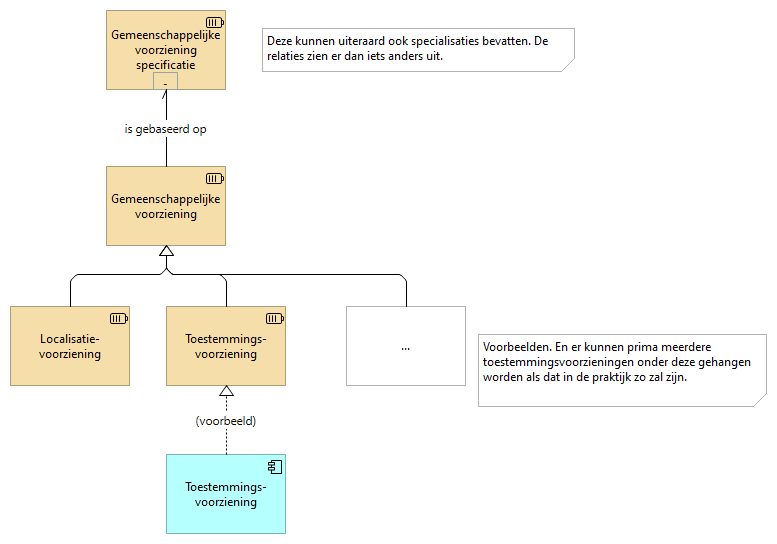 Gemeenschappelijke
voorziening
specificatie
-
Deze kunnen uiteraard ook specialisaties bevatten. De
relaties zien er dan iets anders uit.
is gebaseerd op
Gemeenschappelijke
voorziening
Localisatie-
voorziening
Toestemmings-
voorziening
...
Voorbeelden. En er kunnen prima meerdere
toestemmingsvoorzieningen onder deze gehangen
worden als dat in de praktijk zo zal zijn.
(voorbeeld)
Toestemmings-
voorziening